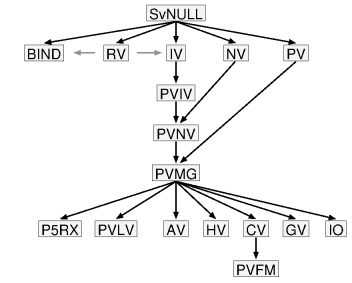 SvNULL
BIND RV IV NV PV
PVIV
PVNV
PVMG
P5RX PVLV AV HV CV GV IO
PVFM